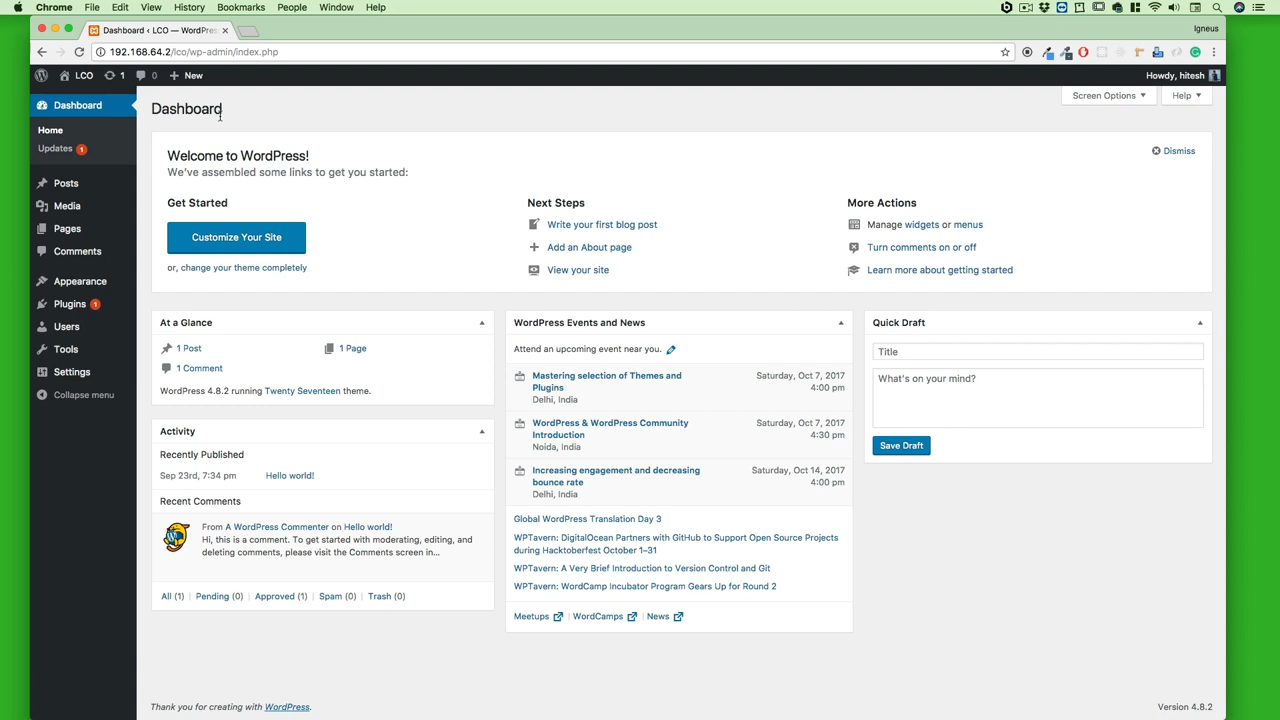 Chrome File Edit View History Bookmarks People Window Help
Dashboard ‹ LCO — WordPres
Igneus
192.168.64.2/lco/wp-admin/index.php
LCO 1 0 New
Howdy, hitesh
Dashboard
Home
Updates 1
Posts
Media
Pages
Comments
Appearance
Plugins 1
Users
Tools
Settings
Collapse menu
Dashboard
Screen Options
Help
Welcome to WordPress!
We've assembled some links to get you started:
Dismiss
Get Started
Customize Your Site
or, change your theme completely
Next Steps
Write your first blog post
Add an About page
View your site
More Actions
Manage widgets or menus
Turn comments on or off
Learn more about getting started
At a Glance
1 Post
1 Page
1 Comment
WordPress 4.8.2 running Twenty Seventeen theme.
Activity
Recently Published
Sep 23rd, 7:34 pm Hello world!
Recent Comments
From A WordPress Commenter on Hello world!
Hi, this is a comment. To get started with moderating, editing, and
deleting comments, please visit the Comments screen in...
All (1) | Pending (0) | Approved (1) | Spam (0) | Trash (0)
WordPress Events and News
Attend an upcoming event near you.
Mastering selection of Themes and
Plugins
Delhi, India
Saturday, Oct 7, 2017
4:00 pm
WordPress & WordPress Community
Introduction
Noida, India
Saturday, Oct 7, 2017
4:30 pm
Increasing engagement and decreasing
bounce rate
Delhi, India
Saturday, Oct 14, 2017
4:00 pm
Global WordPress Translation Day 3
WPTavern: DigitalOcean Partners with GitHub to Support Open Source Projects
during Hacktoberfest October 1–31
WPTavern: A Very Brief Introduction to Version Control and Git
WPTavern: WordCamp Incubator Program Gears Up for Round 2
Meetups | WordCamps | News
Quick Draft
Title
What's on your mind?
Save Draft
Thank you for creating with WordPress.
Version 4.8.2